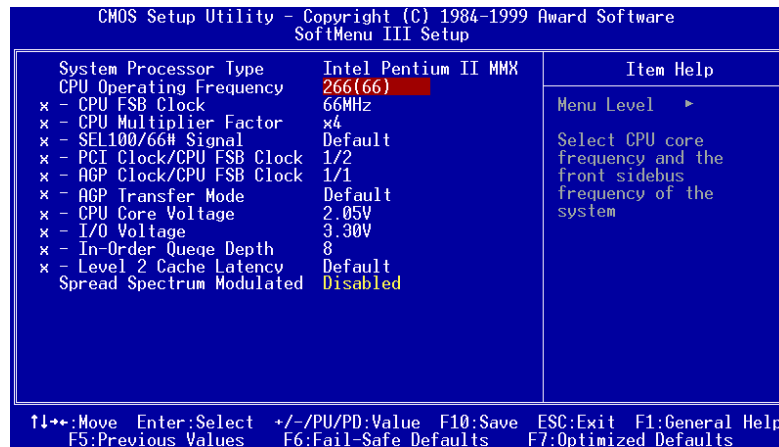 CMOS Setup Utility – Copyright (C) 1984-1999 Award Software
SoftMenu III Setup
System Processor Type Intel Pentium II MMX
CPU Operating Frequency 266(66)
x - CPU FSB Clock 66MHz
x - CPU Multiplier Factor x4
x - SEL100/66# Signal Default
x - PCI Clock/CPU FSB Clock 1/2
x - AGP Clock/CPU FSB Clock 1/1
x - AGP Transfer Mode Default
x - CPU Core Voltage 2.05V
x - I/O Voltage 3.30V
x - In-Order Queqe Depth 8
x - Level 2 Cache Latency Default
Spread Spectrum Modulated Disabled
Item Help
Menu Level ►
Select CPU core
frequency and the
front sidebus
frequency of the
system
↑↓→←:Move Enter:Select +/-/PU/PD:Value F10:Save ESC:Exit F1:General Help
F5:Previous Values F6:Fail-Safe Defaults F7:Optimized Defaults